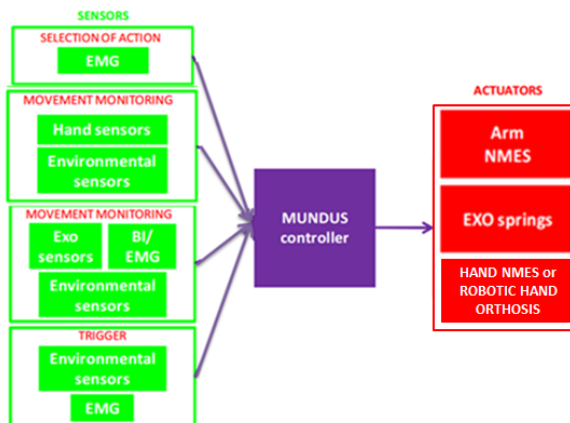 SENSORS
SELECTION OF ACTION
EMG
MOVEMENT MONITORING
Hand sensors
Environmental
sensors
MOVEMENT MONITORING
Exo
sensors
BI/
EMG
Environmental
sensors
TRIGGER
Environmental
sensors
EMG
MUNDUS
controller
ACTUATORS
Arm
NMES
EXO springs
HAND NMES or
ROBOTIC HAND
ORTHOSIS